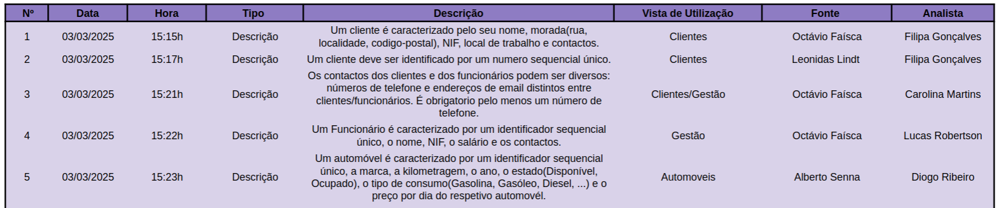 Nº Data Hora Tipo Descrição Vista de Utilização Fonte Analista
1 03/03/2025 15:15h Descrição Um cliente é caracterizado pelo seu nome, morada(rua,
localidade, codigo-postal), NIF, local de trabalho e contactos. Clientes Octávio Faísca Filipa Gonçalves
2 03/03/2025 15:17h Descrição Um cliente deve ser identificado por um numero sequencial único. Clientes Leonidas Lindt Filipa Gonçalves
3 03/03/2025 15:21h Descrição Os contactos dos clientes e dos funcionários podem ser diversos:
números de telefone e endereços de email distintos entre
clientes/funcionários. É obrigatorio pelo menos um número de
telefone. Clientes/Gestão Octávio Faísca Carolina Martins
4 03/03/2025 15:22h Descrição Um Funcionário é caracterizado por um identificador sequencial
único, o nome, NIF, o salário e os contactos. Gestão Octávio Faísca Lucas Robertson
5 03/03/2025 15:23h Descrição Um automóvel é caracterizado por um identificador sequencial
único, a marca, a kilometragem, o ano, o estado(Disponível,
Ocupado), o tipo de consumo(Gasolina, Gasóleo, Diesel, ...) e o
preço por dia do respetivo automovél. Automoveis Alberto Senna Diogo Ribeiro